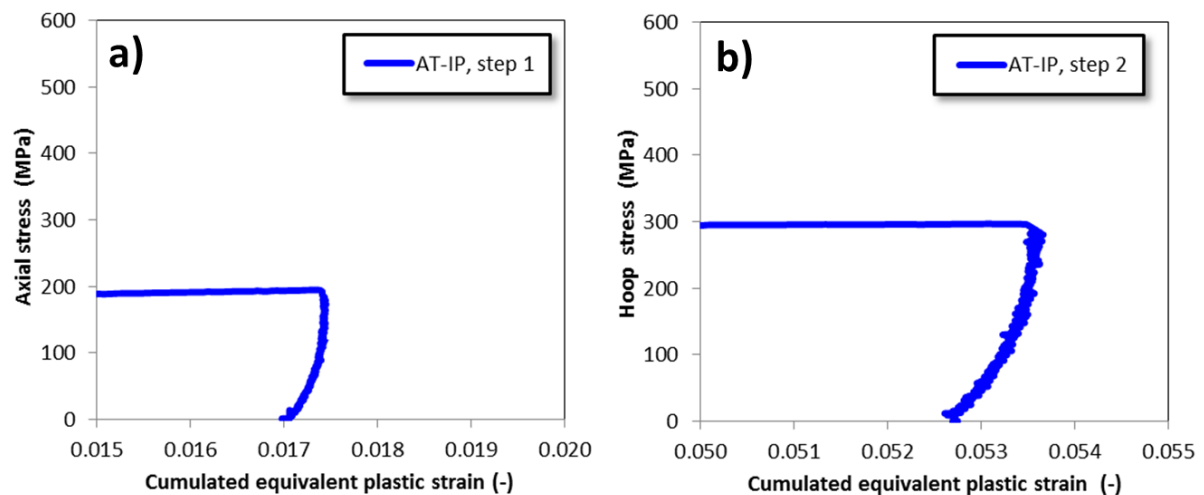 a)
AT-IP, step 1
Axial stress (MPa)
600
500
400
300
200
100
0
0.015 0.016 0.017 0.018 0.019 0.020
Cumulated equivalent plastic strain (-)
b)
AT-IP, step 2
Hoop stress (MPa)
600
500
400
300
200
100
0
0.050 0.051 0.052 0.053 0.054 0.055
Cumulated equivalent plastic strain (-)